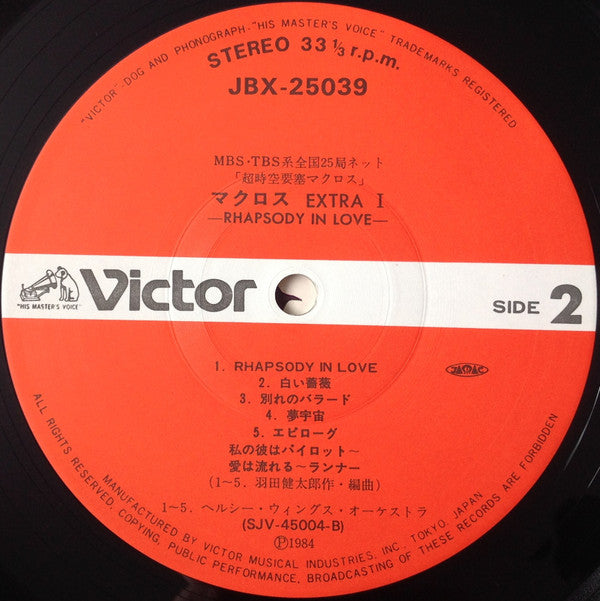 "VICTOR"-DOG AND PHONOGRAPH-"HIS MASTER'S VOICE" TRADEMARKS REGISTERED
STEREO 33 1/3 r.p.m.
JBX-25039
MBS・TBS系全国25局ネット
「超時空要塞マクロス」
マクロス EXTRA I
—RHAPSODY IN LOVE—
"HIS MASTER'S VOICE"
Victor
SIDE 2
JASRAC
1. RHAPSODY IN LOVE
2. 白い薔薇
3. 別れのバラード
4. 夢宇宙
5. エピローグ
私の彼はパイロット～
愛は流れる～ランナー
(1～5. 羽田健太郎作・編曲)
1～5. ヘルシー・ウィングス・オーケストラ
(SJV-45004-B)
Ⓟ1984
ALL RIGHTS RESERVED. COPYING, PUBLIC PERFORMANCE, BROADCASTING OF THESE RECORDS ARE FORBIDDEN
MANUFACTURED BY VICTOR MUSICAL INDUSTRIES, INC., TOKYO, JAPAN